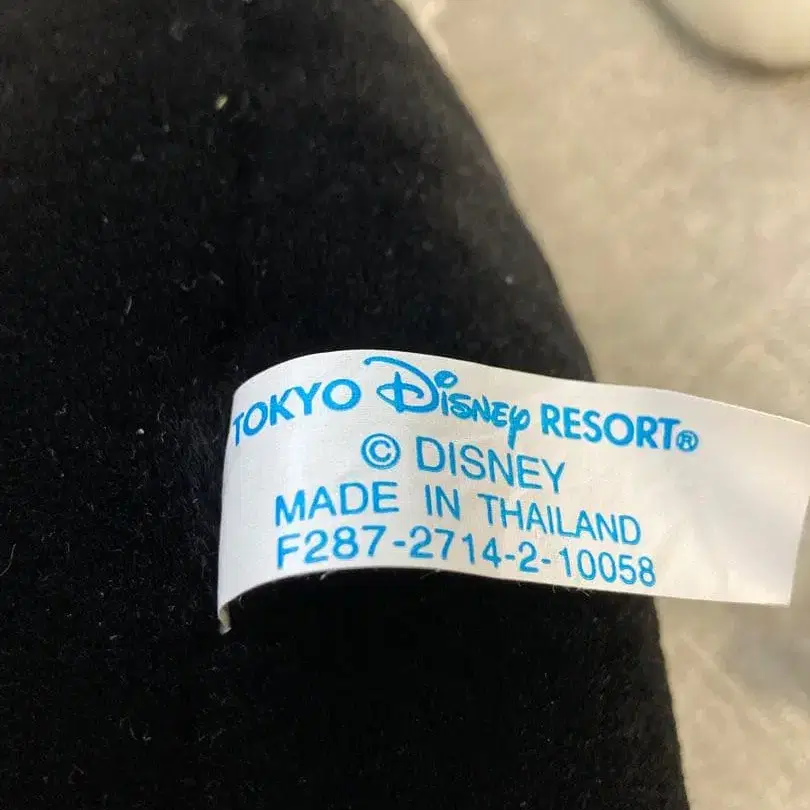 TOKYO Disney RESORT®
© DISNEY
MADE IN THAILAND
F287-2714-2-10058